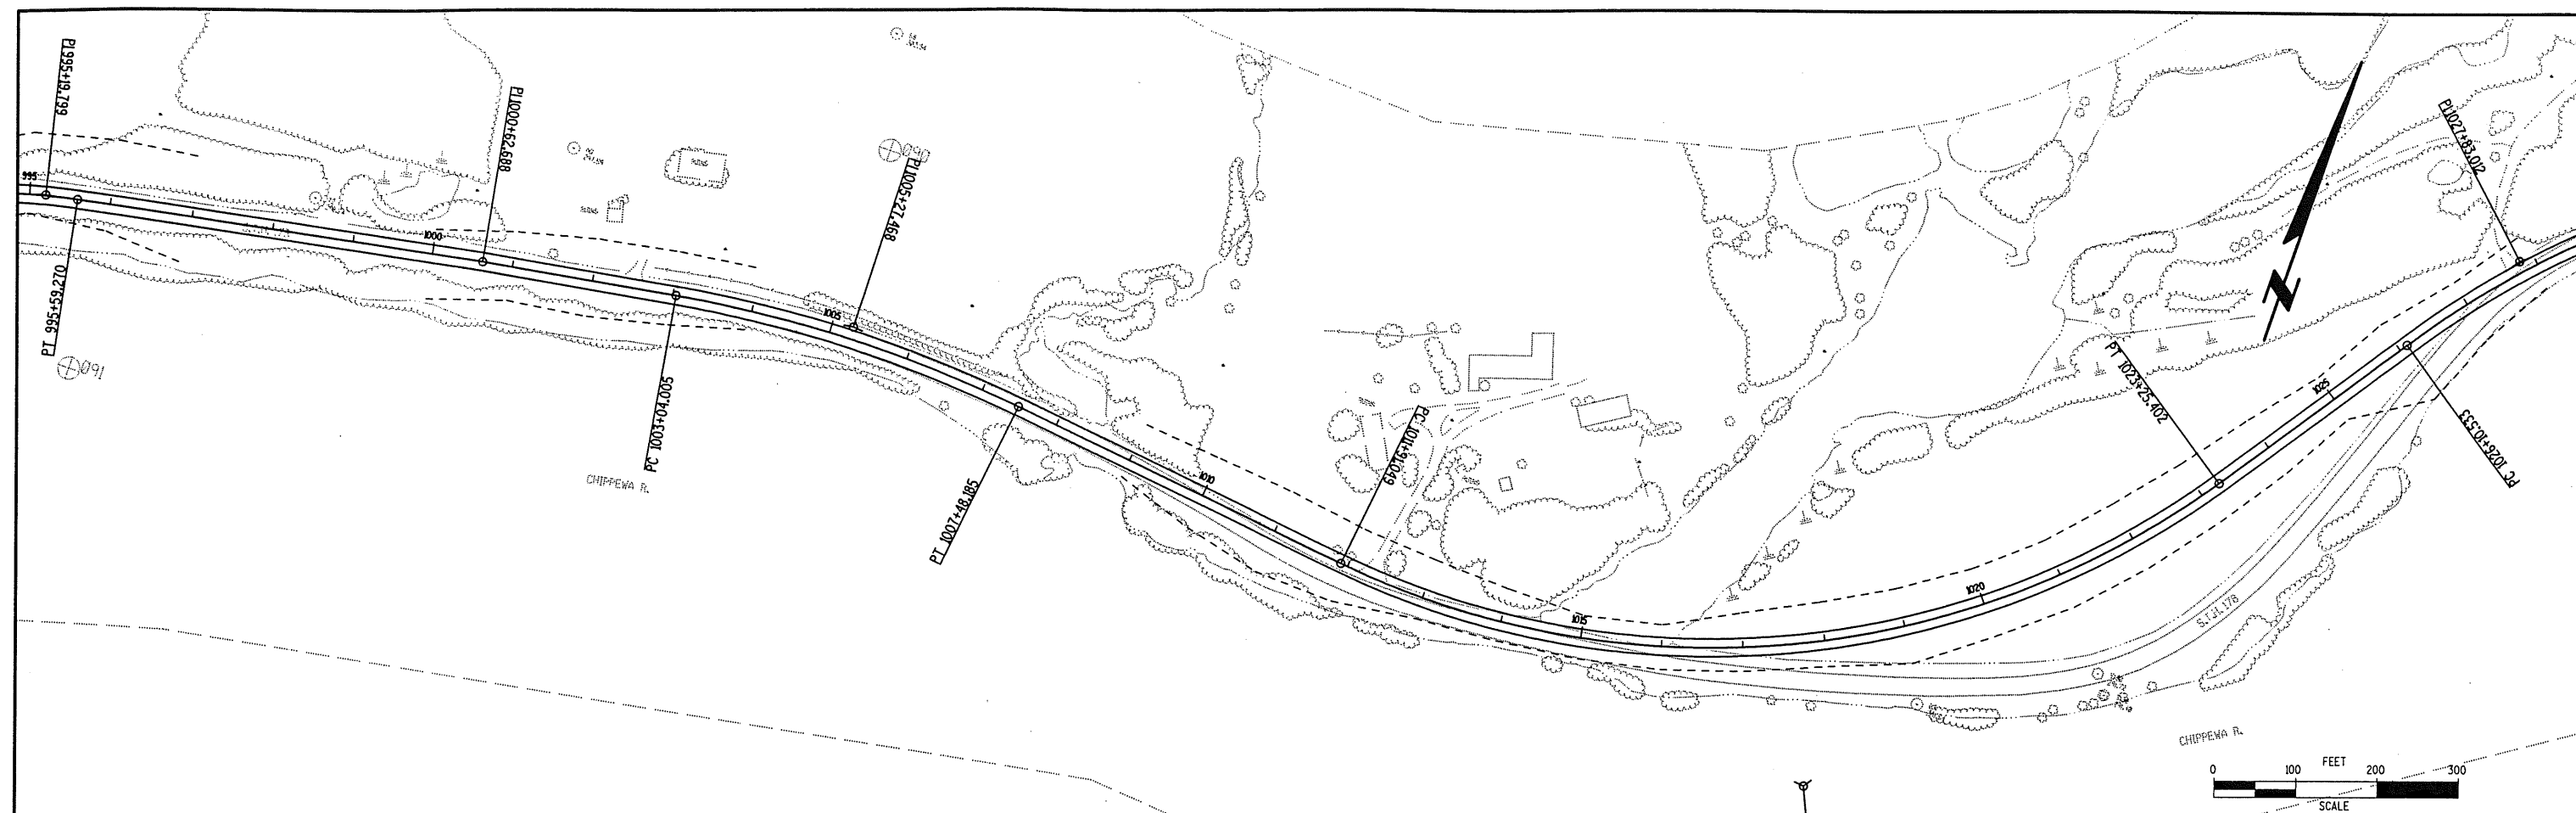 PI 995+19.799
995
PT 995+59.270
091
1000
PI 1000+62.688
PC 1003+04.005
CHIPPEWA R.
1005
PI 1005+27.468
PT 1007+48.185
1010
PC 1011+91.049
1015
1020
PT 1023+25.402
1025
PC 1026+10.53
PI 1027+83.012
S.T.H. 178
CHIPPEWA R.
FEET
0 100 200 300
SCALE